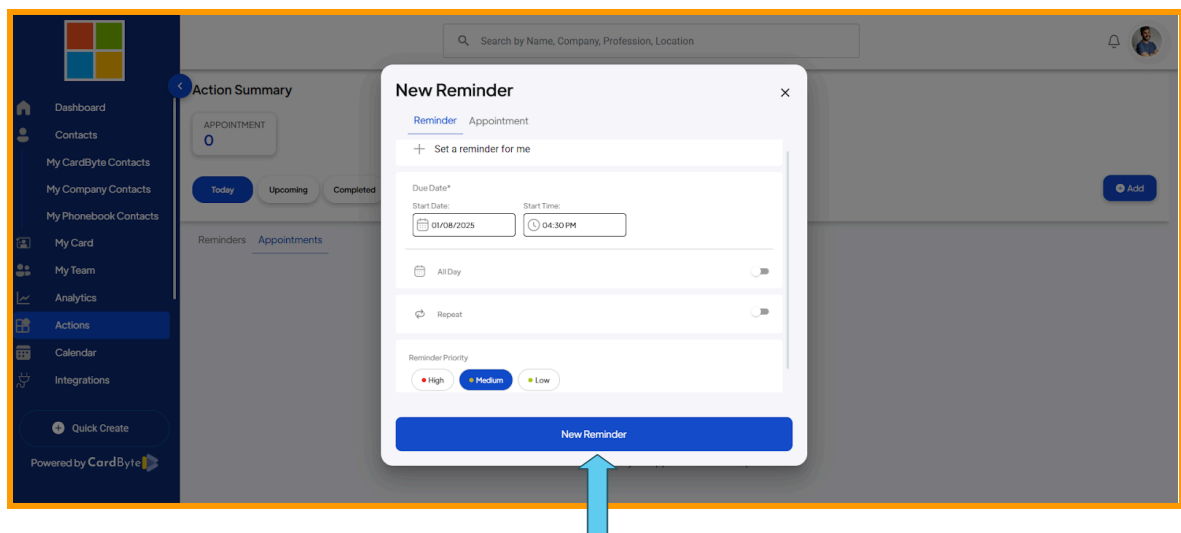 Search by Name, Company, Profession, Location
Dashboard
Contacts
My CardByte Contacts
My Company Contacts
My Phonebook Contacts
My Card
My Team
Analytics
Actions
Calendar
Integrations
Quick Create
Powered by CardByte
Action Summary
APPOINTMENT
0
Today Upcoming Completed
Add
Reminders Appointments
New Reminder
Reminder Appointment
Set a reminder for me
Due Date*
Start Date: Start Time:
01/08/2025 04:30 PM
All Day
Repeat
Reminder Priority
High Medium Low
New Reminder